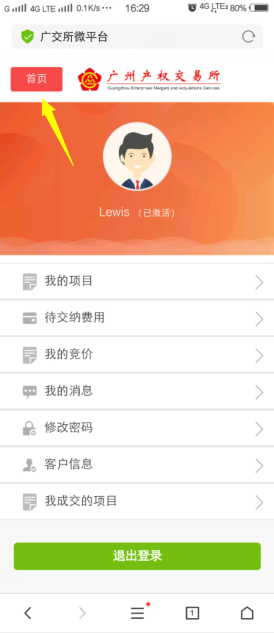 G 4G LTE 0.1K/s ··· 16:29 4G LTE 80%
广交所微平台
首页 广州产权交易所
Guangzhou Enterprises Mergers and Acquisitions Services
Lewis （已激活）
我的项目
待交纳费用
我的竞价
我的消息
修改密码
客户信息
我成交的项目
退出登录
1